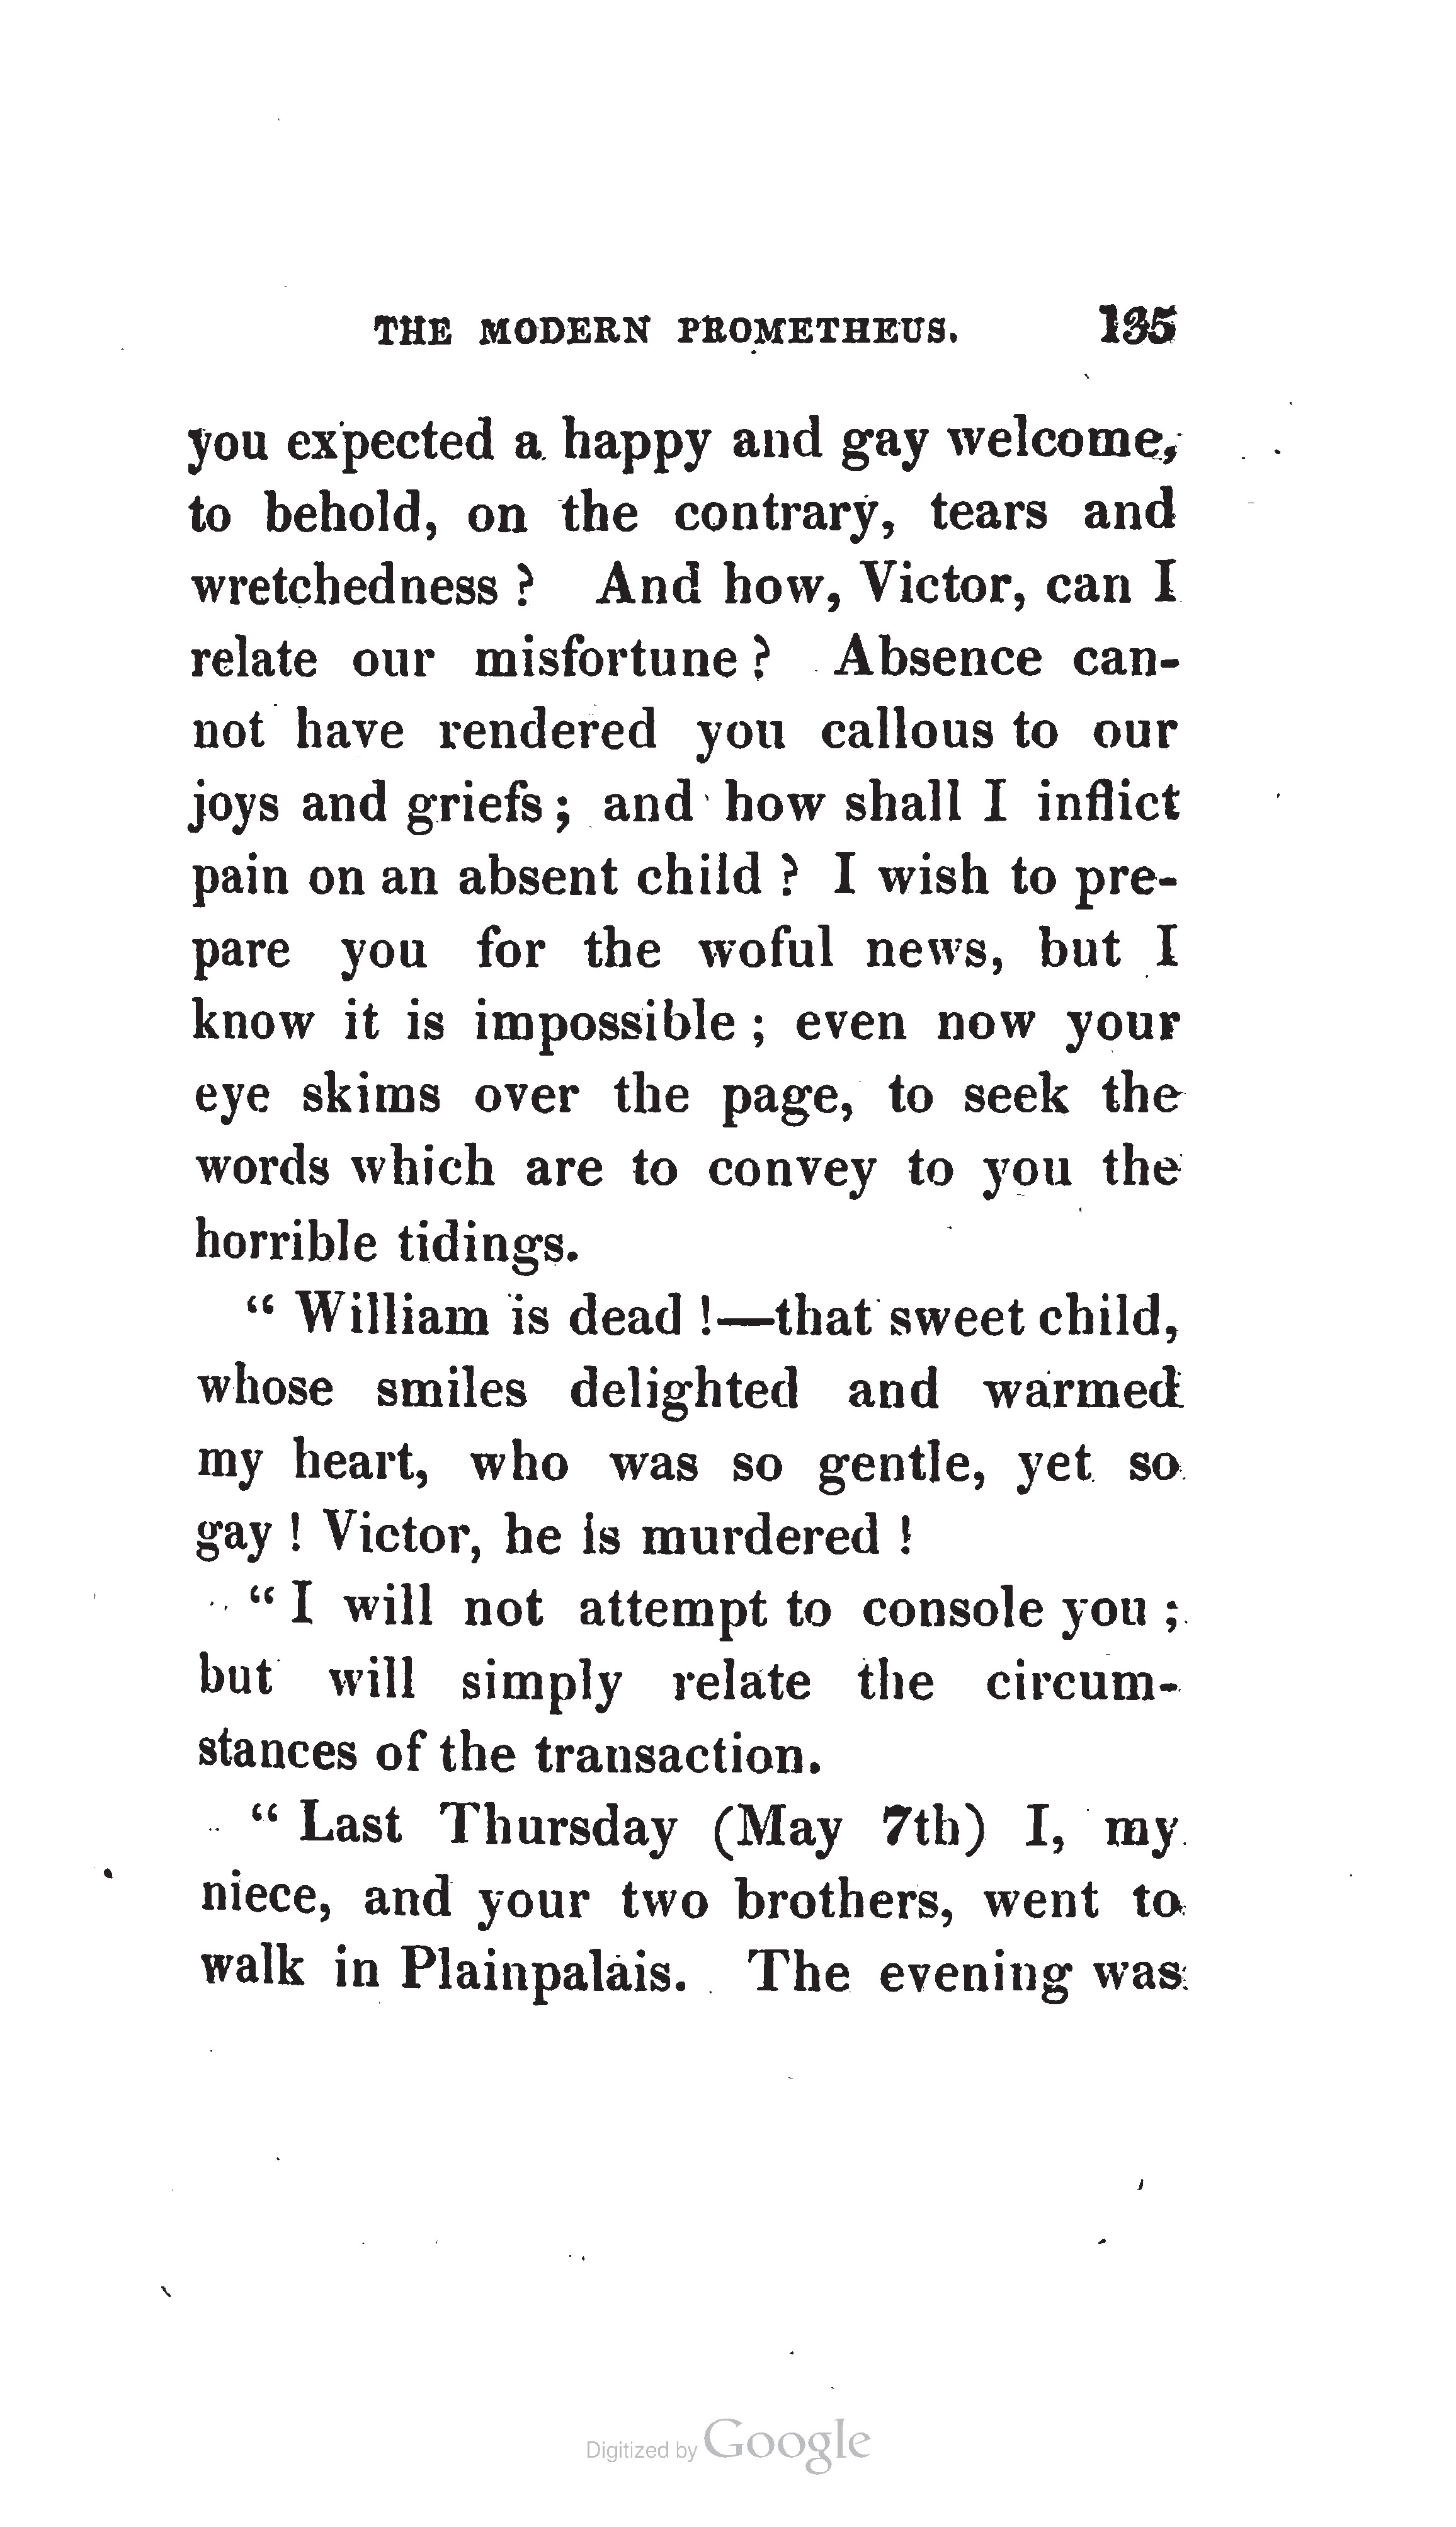 THE MODERN PROMETHEUS. 135
you expected a happy and gay welcome,
to behold, on the contrary, tears and
wretchedness ? And how, Victor, can I
relate our misfortune ? Absence can-
not have rendered you callous to our
joys and griefs ; and how shall I inflict
pain on an absent child ? I wish to pre-
pare you for the woful news, but I
know it is impossible ; even now your
eye skims over the page, to seek the
words which are to convey to you the
horrible tidings.
“ William is dead !—that sweet child,
whose smiles delighted and warmed
my heart, who was so gentle, yet so
gay ! Victor, he is murdered !
“ I will not attempt to console you ;
but will simply relate the circum-
stances of the transaction.
“ Last Thursday (May 7th) I, my
niece, and your two brothers, went to
walk in Plainpalais. The evening was
Digitized by Google